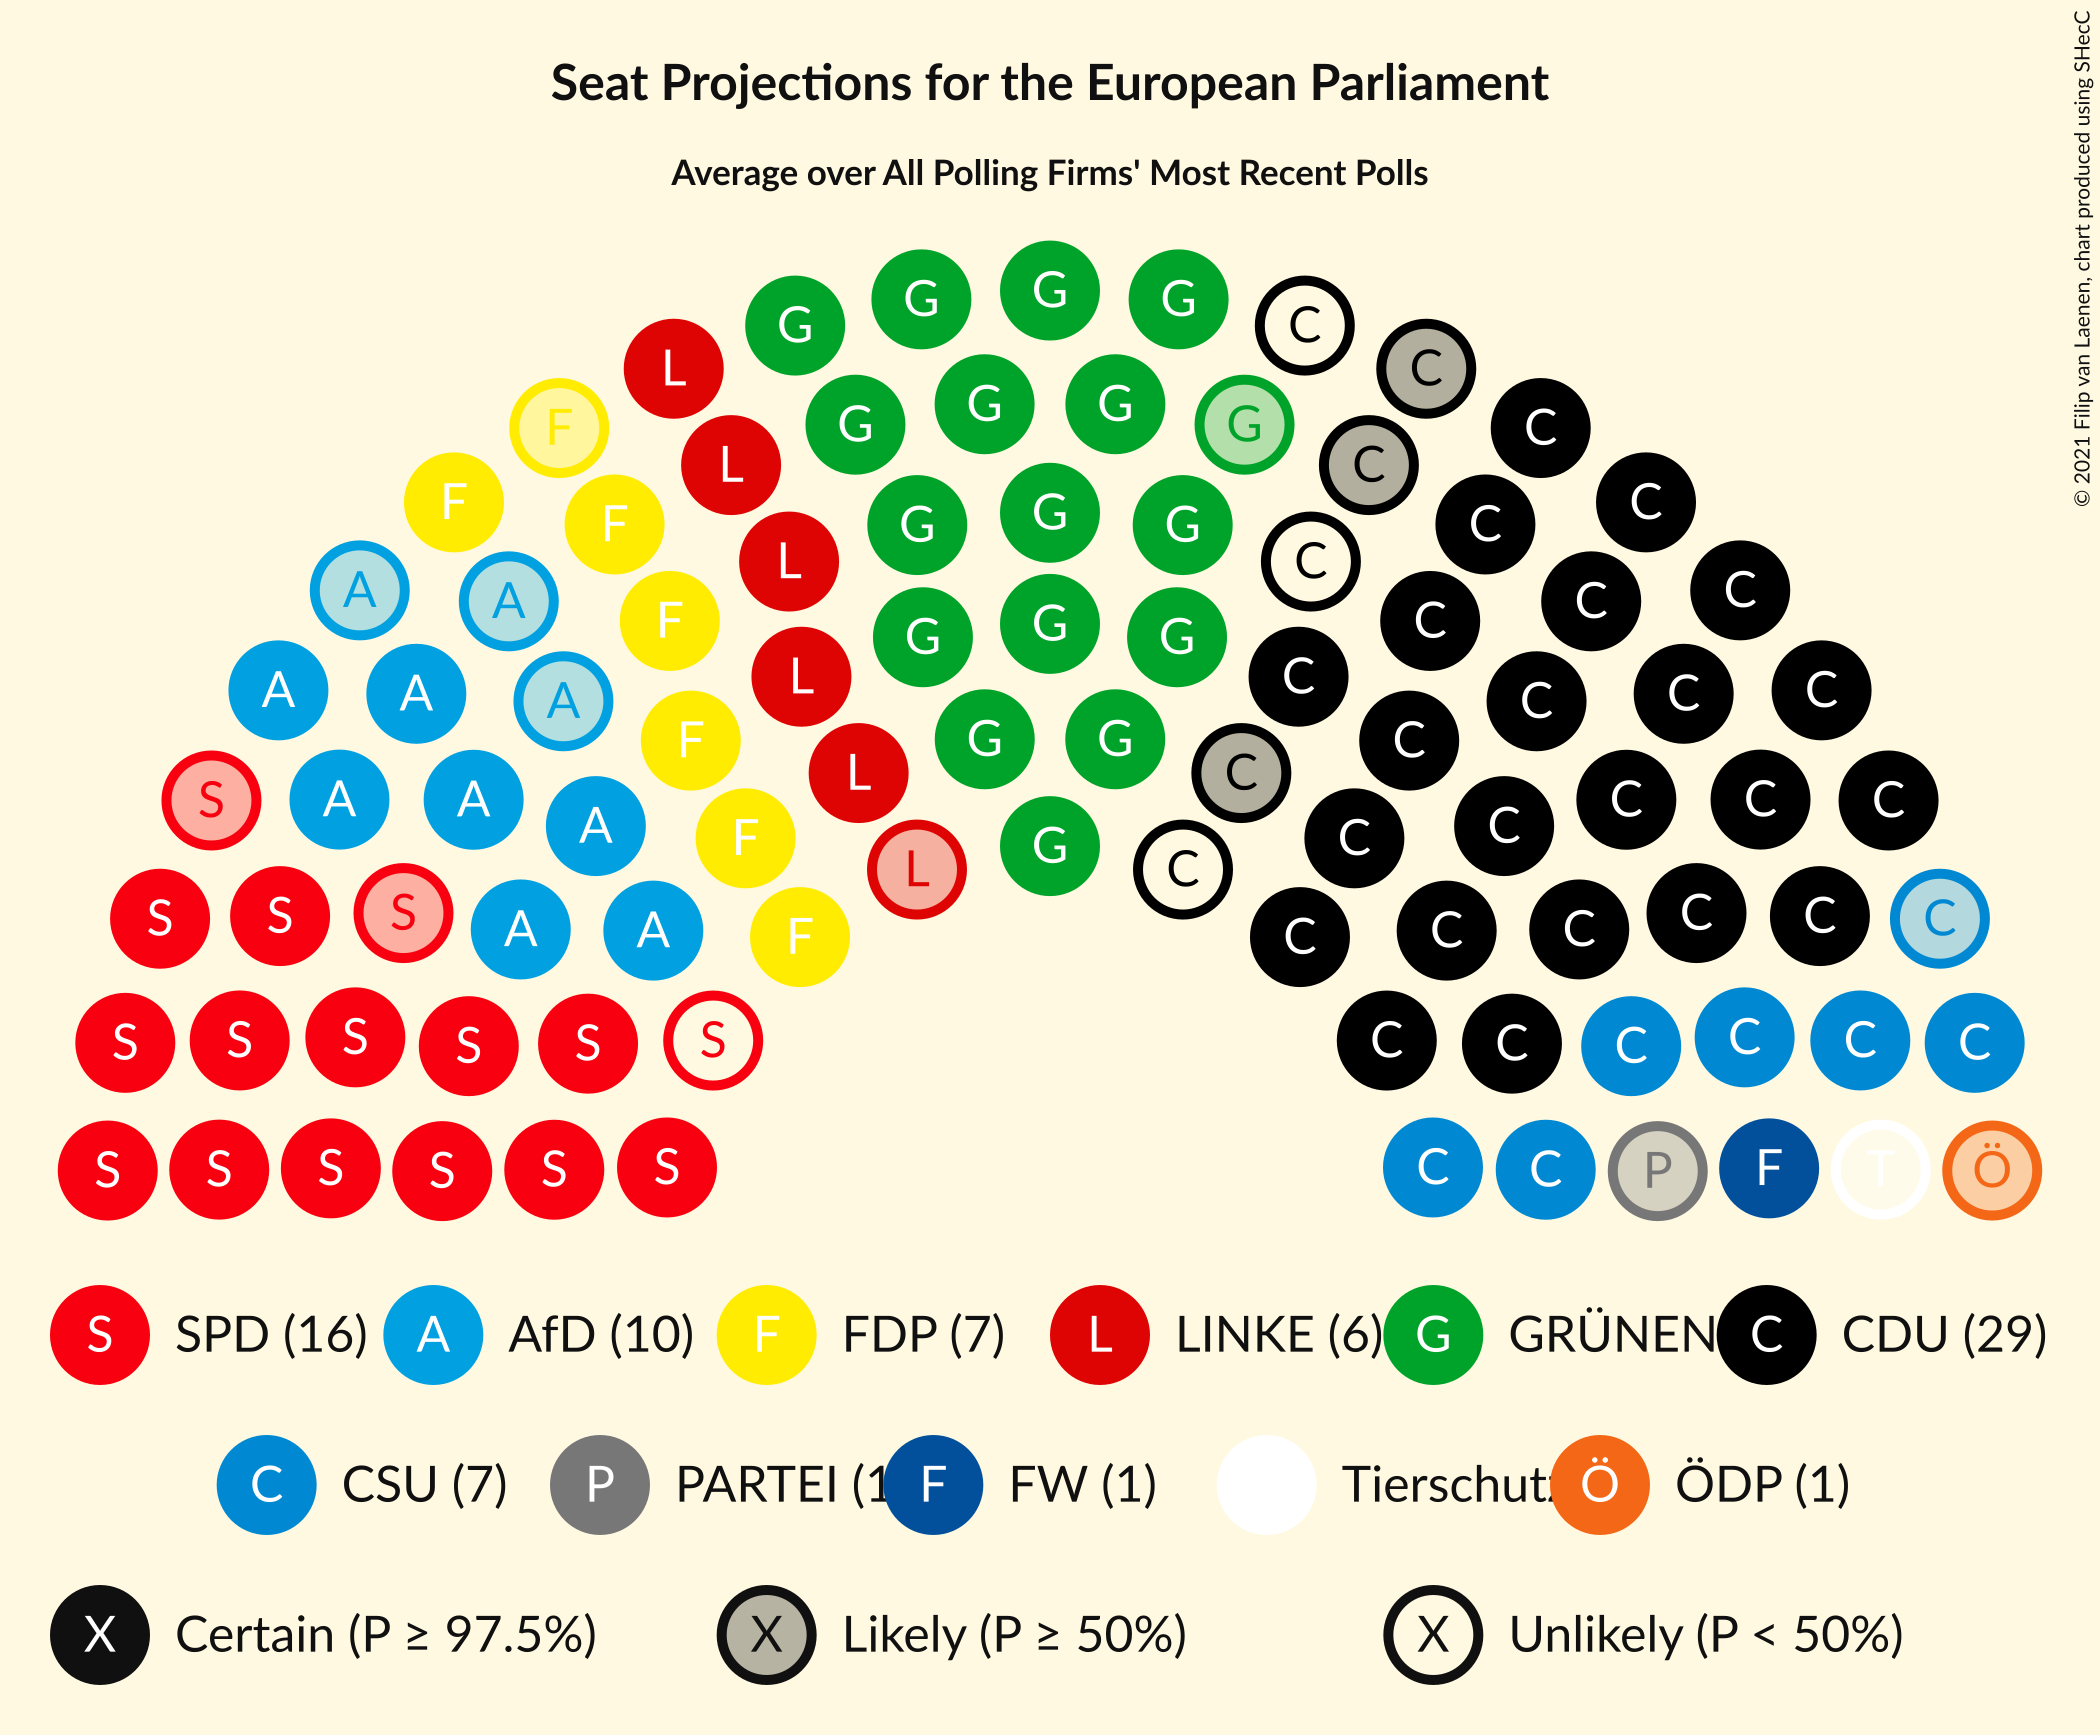 Seat Projections for the European Parliament
Average over All Polling Firms' Most Recent Polls
© 2021 Filip van Laenen, chart produced using SHecC
G G G G C C
L G G G G C C
F L G G G C C
F F L G G G C C C
A A F L G G C C C
A A A F L G C C C C C
S A A A F L G C C C C C C
S S S A A F C C C C C C
S S S S S S C C C C C C
S S S S S S C C P F T Ö
S SPD (16) A AfD (10) F FDP (7) L LINKE (6) G GRÜNEN C CDU (29)
C CSU (7) P PARTEI (1 F FW (1) Tierschutz Ö ÖDP (1)
X Certain (P ≥ 97.5%) X Likely (P ≥ 50%) X Unlikely (P < 50%)